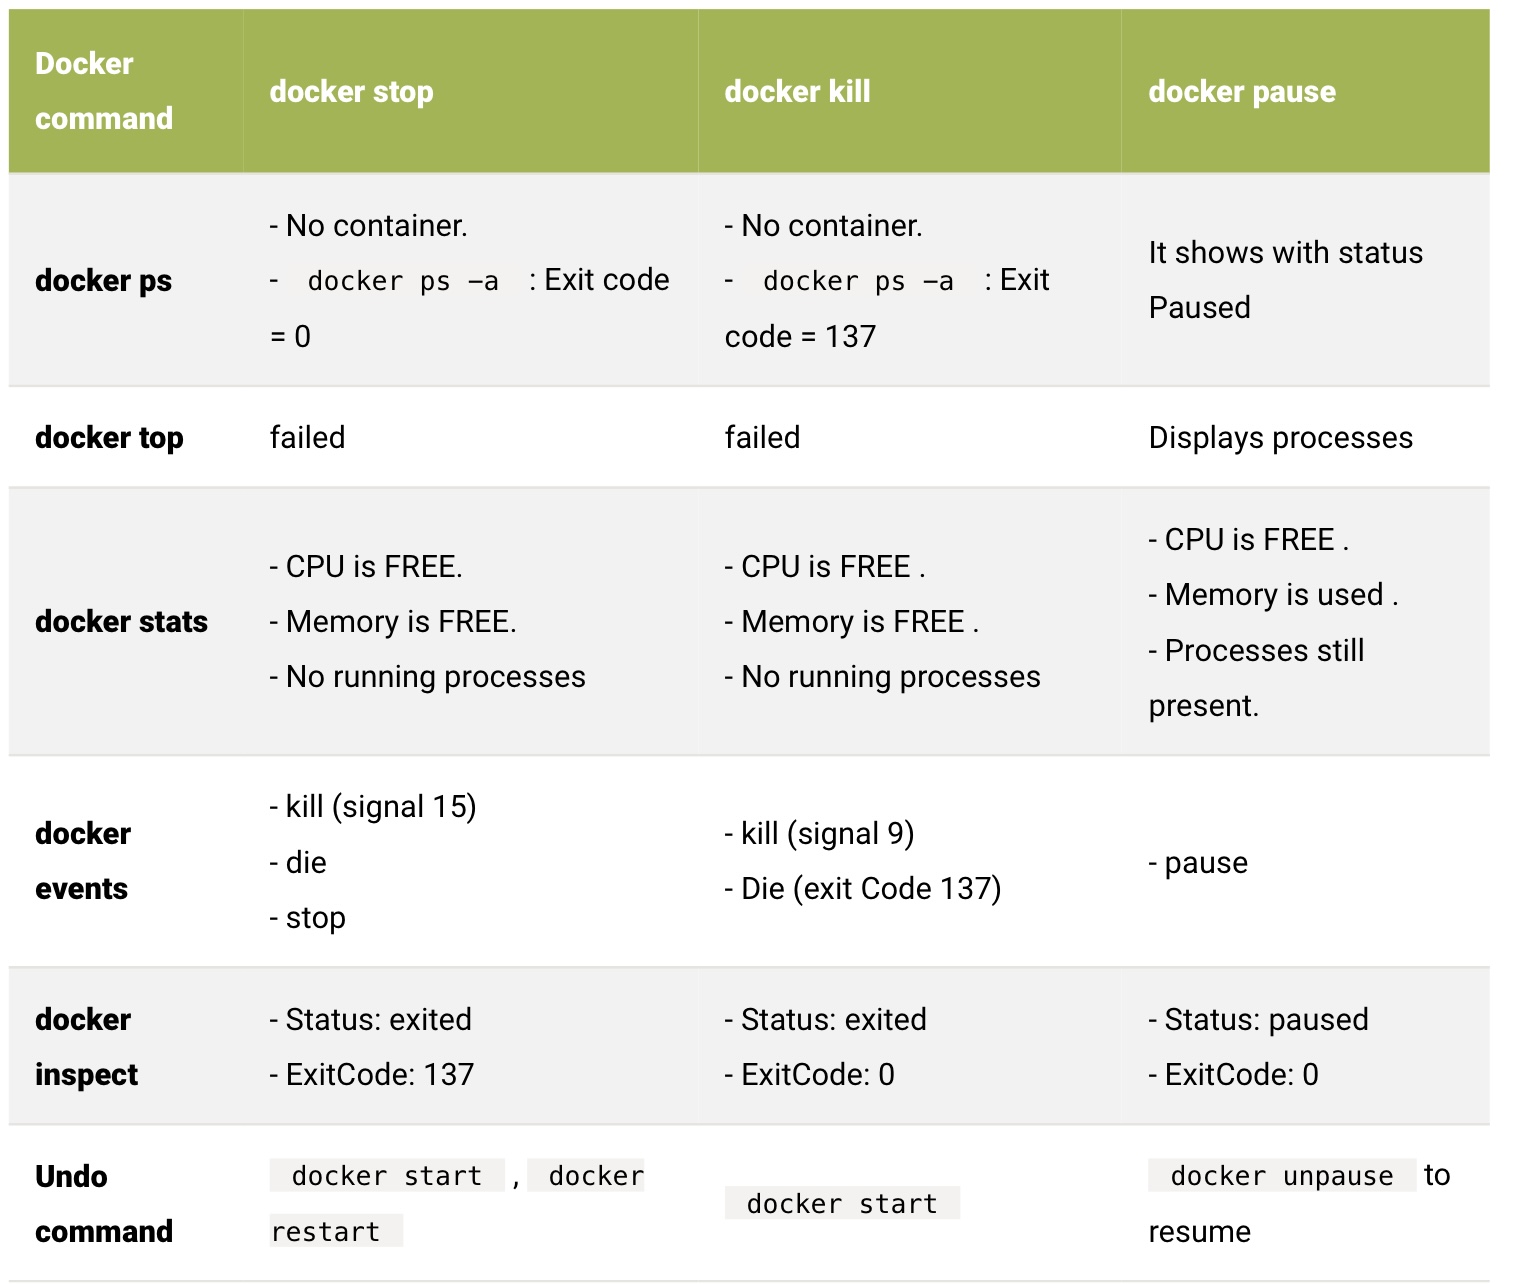 Docker
command
docker stop
docker kill
docker pause
docker ps
- No container.
- docker ps -a : Exit code
= 0
- No container.
- docker ps -a : Exit
code = 137
It shows with status
Paused
docker top
failed
failed
Displays processes
docker stats
- CPU is FREE.
- Memory is FREE.
- No running processes
- CPU is FREE .
- Memory is FREE .
- No running processes
- CPU is FREE .
- Memory is used .
- Processes still
present.
docker
events
- kill (signal 15)
- die
- stop
- kill (signal 9)
- Die (exit Code 137)
- pause
docker
inspect
- Status: exited
- ExitCode: 137
- Status: exited
- ExitCode: 0
- Status: paused
- ExitCode: 0
Undo
command
docker start , docker
restart
docker start
docker unpause to
resume